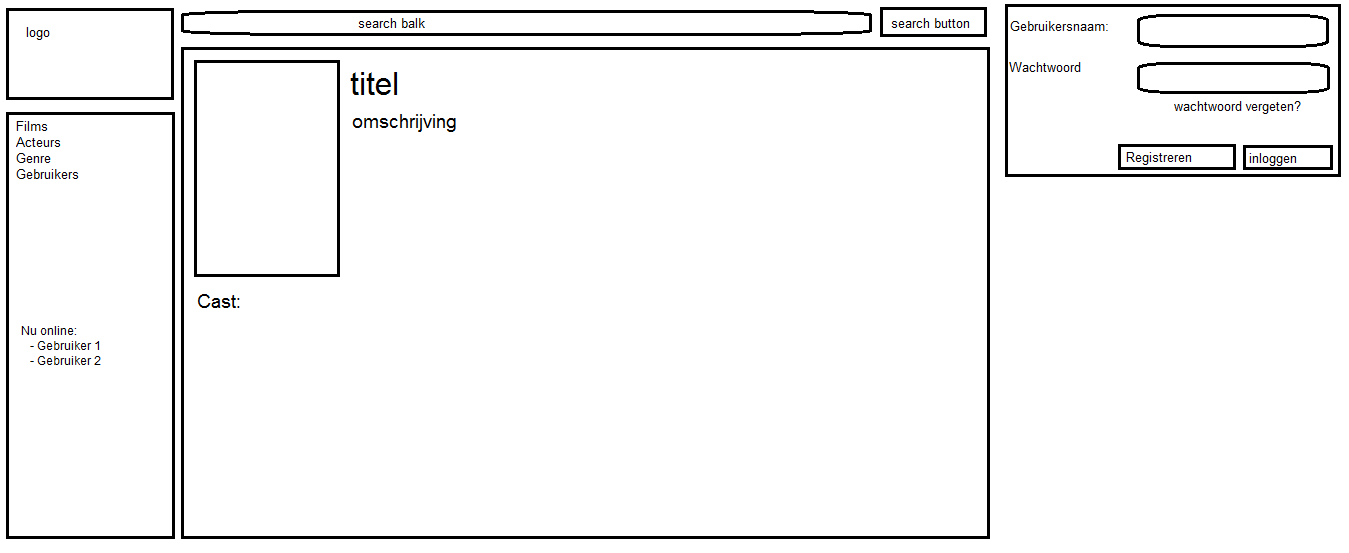 logo
search balk
search button
Films
Acteurs
Genre
Gebruikers
Nu online:
- Gebruiker 1
- Gebruiker 2
titel
omschrijving
Cast:
Gebruikersnaam:
Wachtwoord
wachtwoord vergeten?
Registreren
inloggen